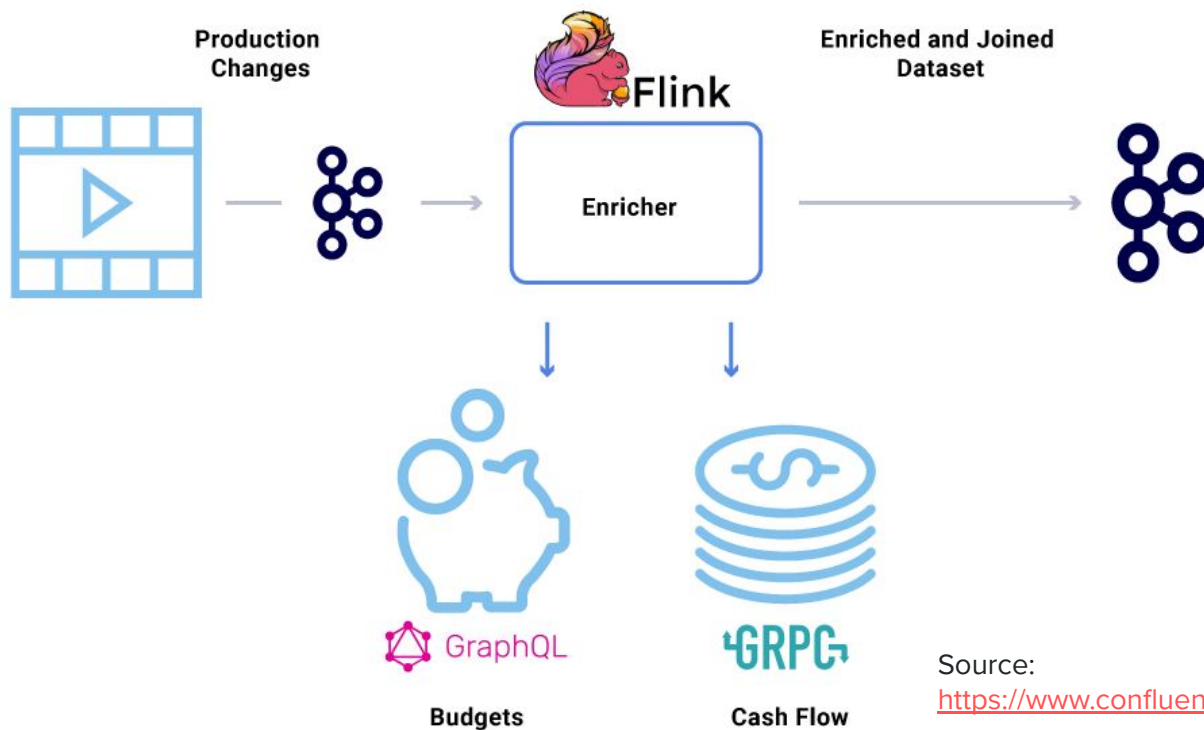 Production
Changes
Flink
Enriched and Joined
Dataset
Enricher
GraphQL
GRPC
Budgets
Cash Flow
Source:
https://www.confluen